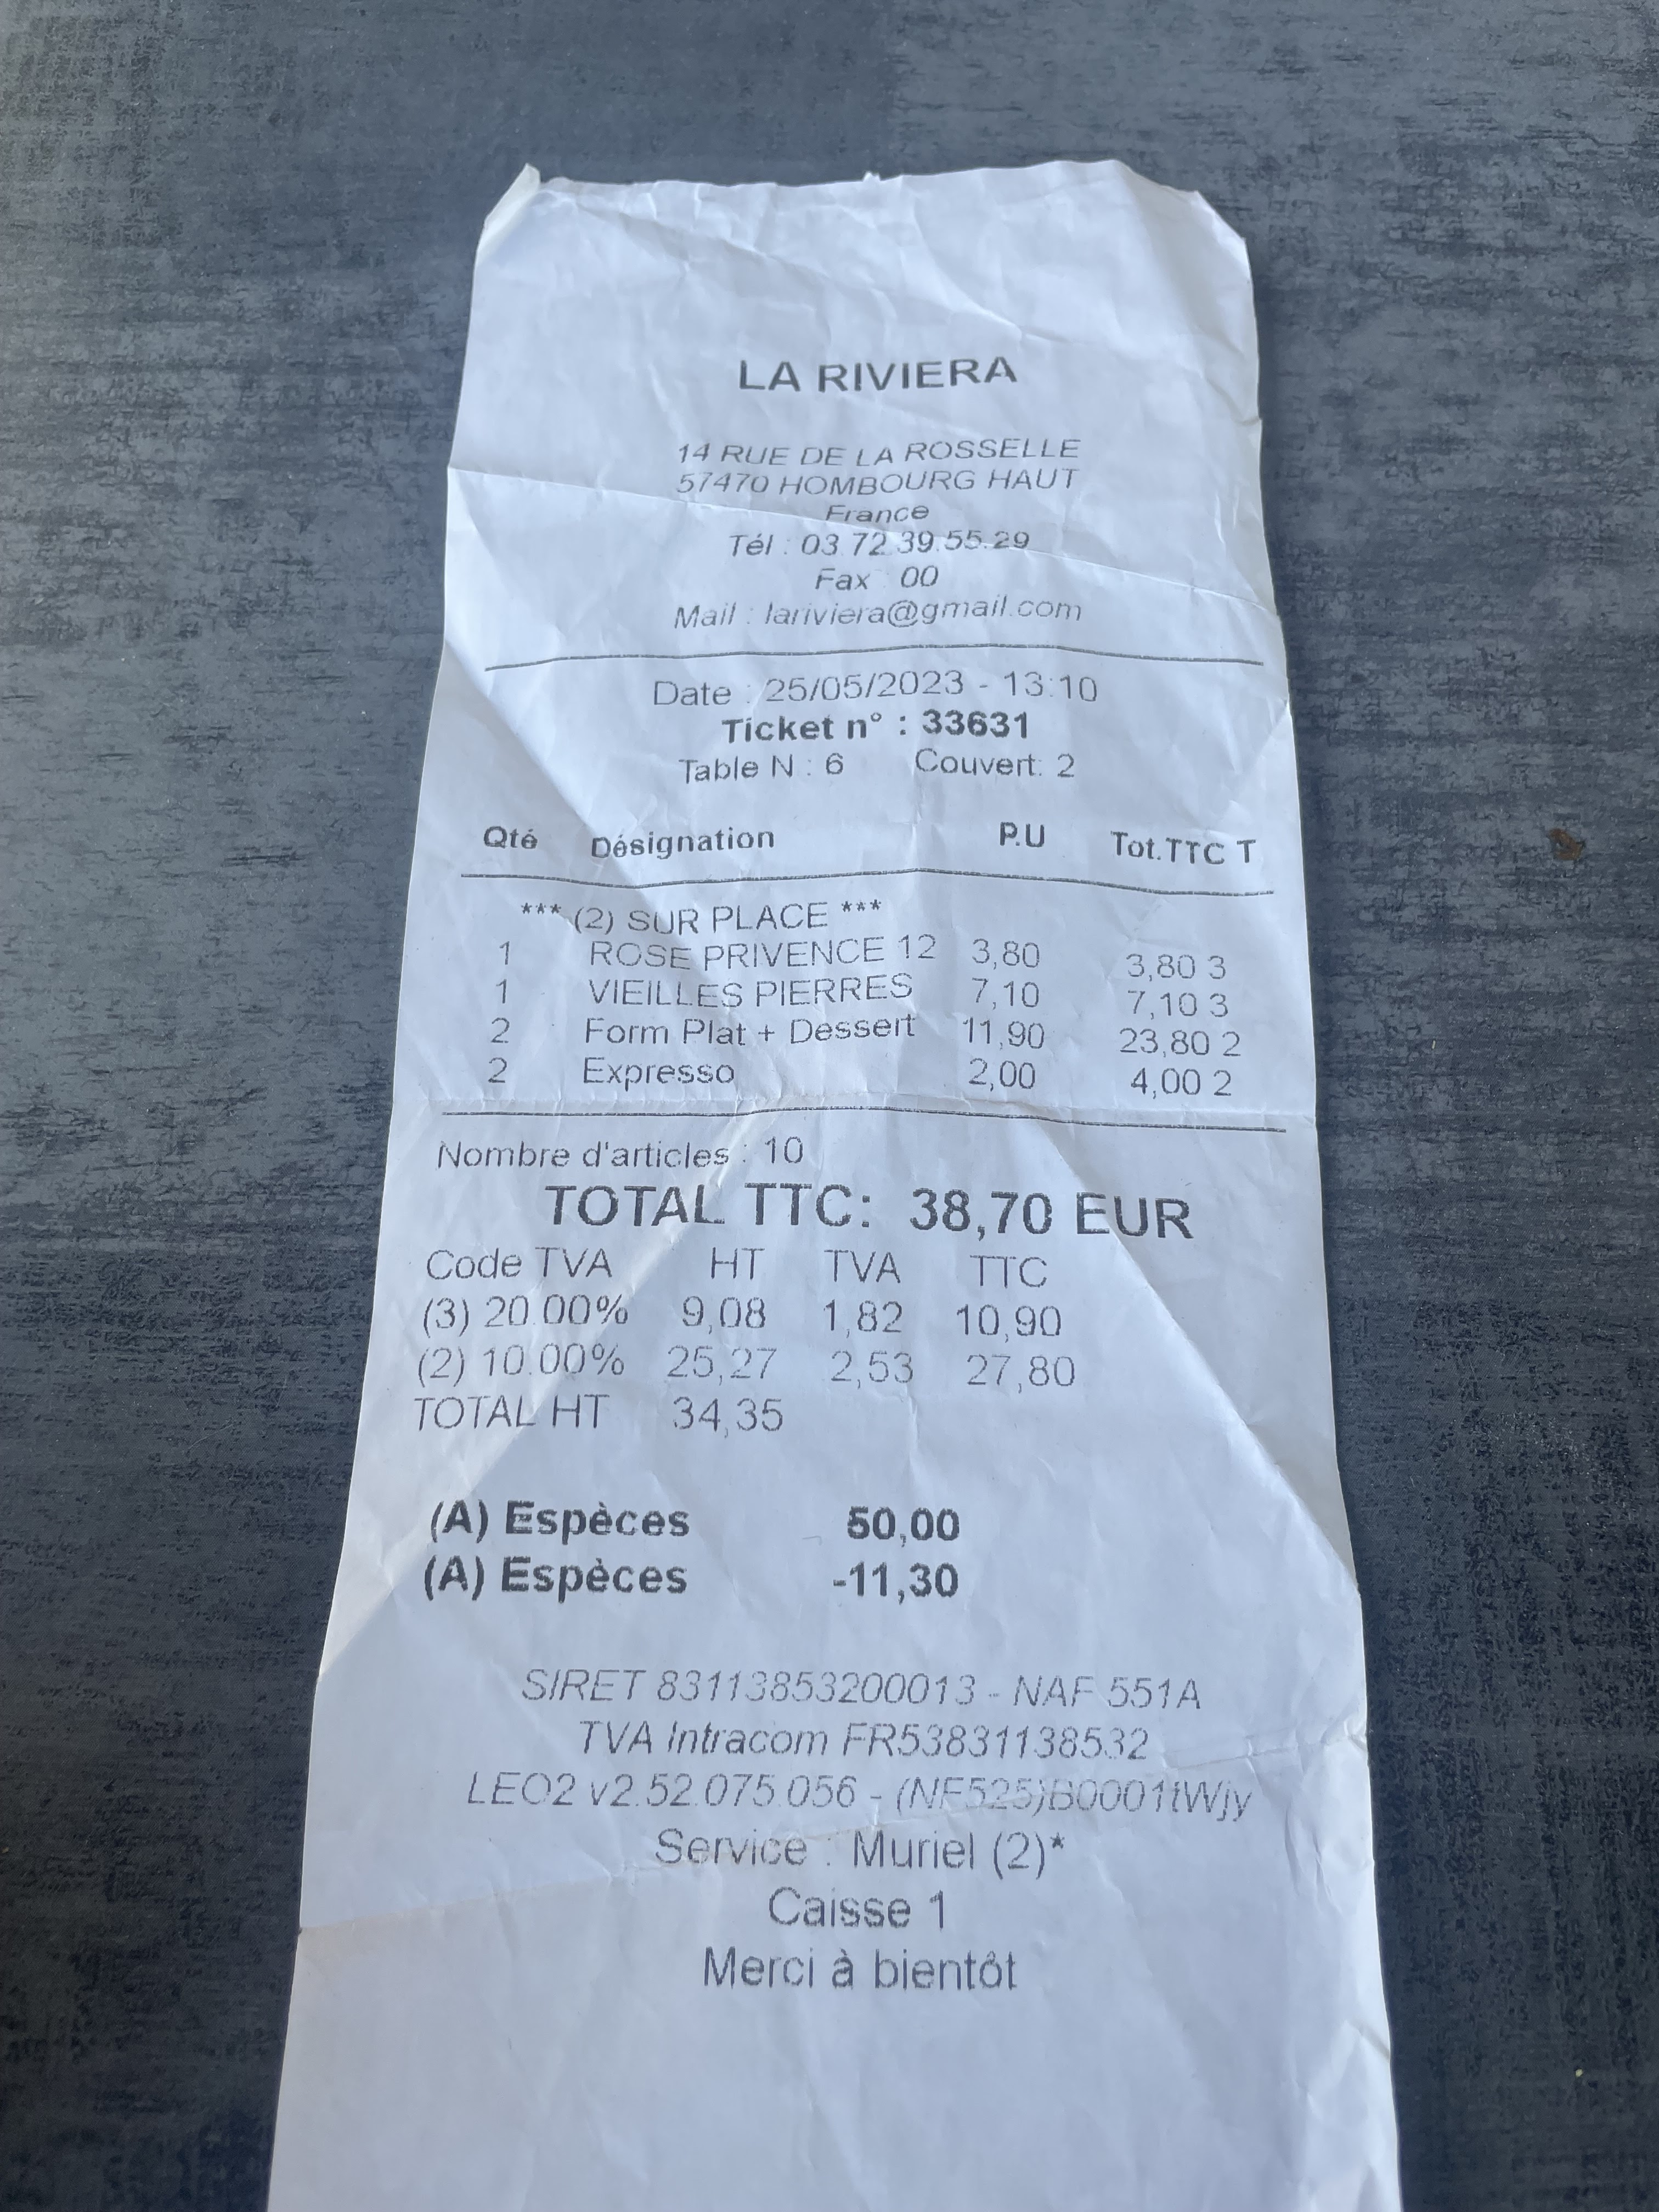 LA RIVIERA
14 RUE DE LA ROSSELLE
57470 HOMBOURG HAUT
France
Tél : 03.72.39.55.29
Fax : 00
Mail : lariviera@gmail.com
Date : 25/05/2023 - 13:10
Ticket n° : 33631
Table N : 6 Couvert: 2
Qté Désignation P.U Tot.TTC T
*** (2) SUR PLACE ***
1 ROSE PRIVENCE 12 3,80 3,80 3
1 VIEILLES PIERRES 7,10 7,10 3
2 Form Plat + Dessert 11,90 23,80 2
2 Expresso 2,00 4,00 2
Nombre d'articles : 10
TOTAL TTC: 38,70 EUR
Code TVA HT TVA TTC
(3) 20.00% 9,08 1,82 10,90
(2) 10.00% 25,27 2,53 27,80
TOTAL HT 34,35
(A) Espèces 50,00
(A) Espèces -11,30
SIRET 83113853200013 - NAF 551A
TVA Intracom FR53831138532
LEO2 v2.52.075.056 - (NF525)B0001tWjy
Service : Muriel (2)*
Caisse 1
Merci à bientôt